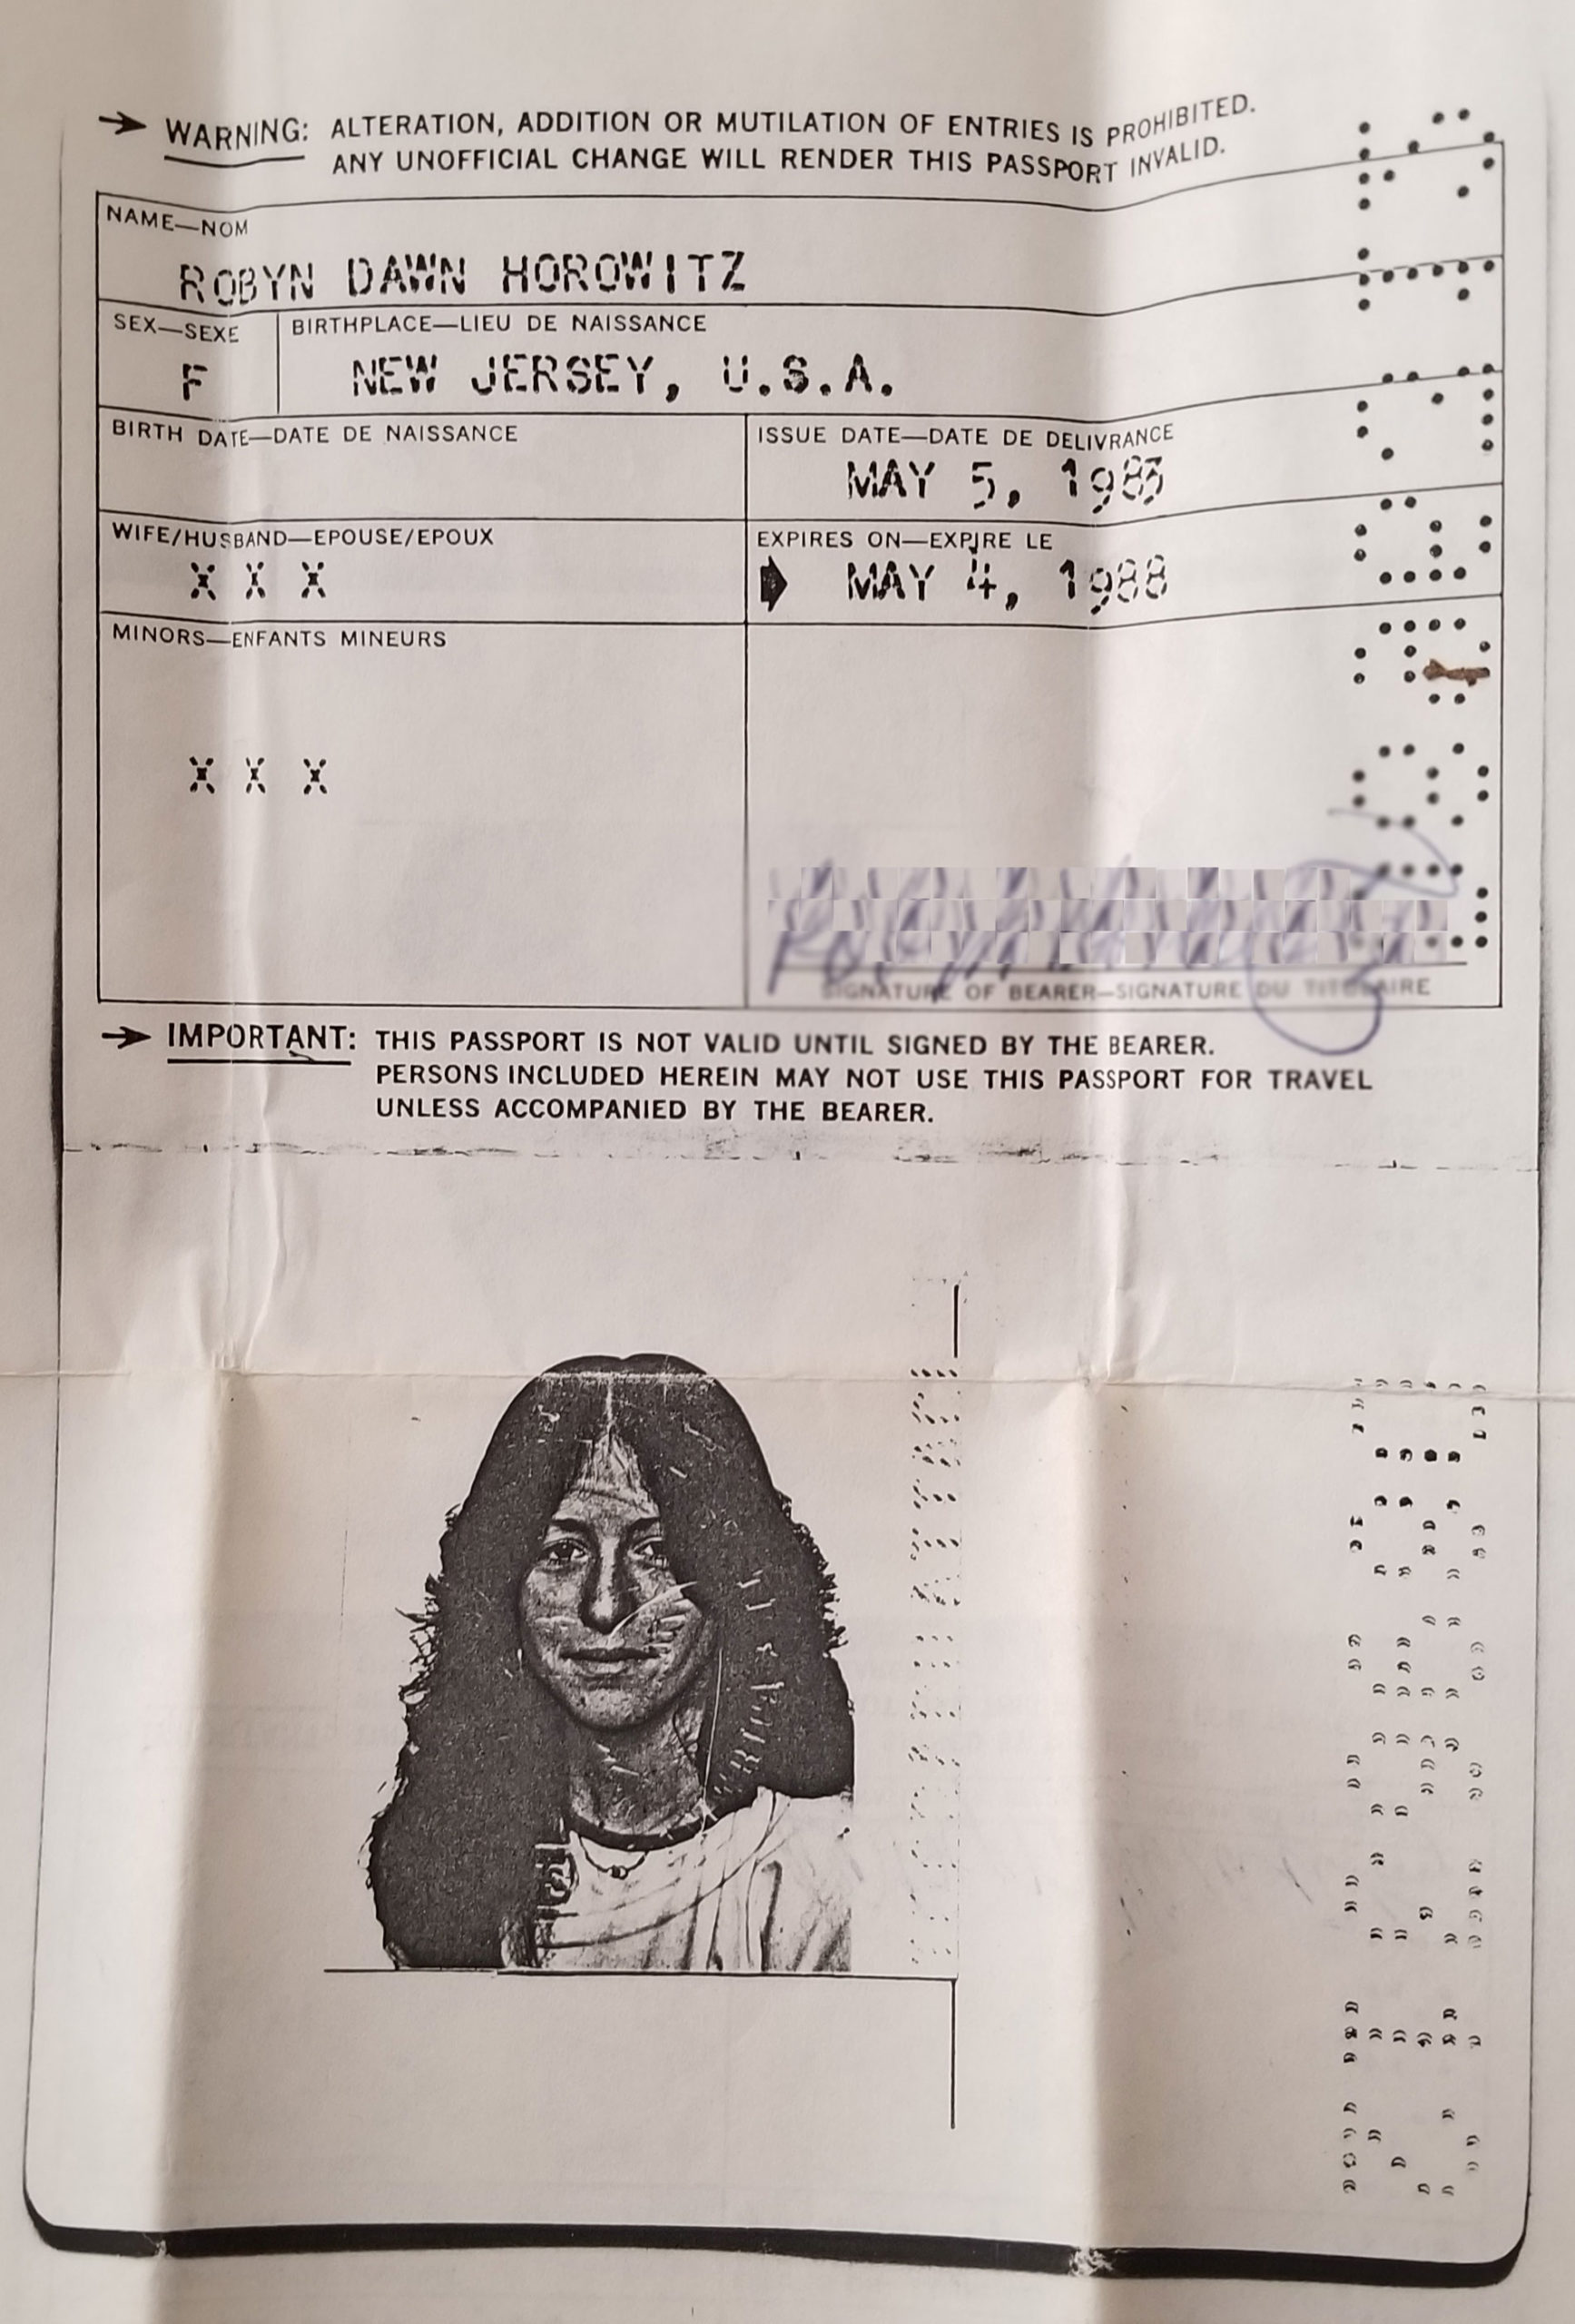 WARNING: ALTERATION, ADDITION OR MUTILATION OF ENTRIES IS PROHIBITED.
ANY UNOFFICIAL CHANGE WILL RENDER THIS PASSPORT INVALID.
NAME—NOM
ROBYN DAWN HOROWITZ
SEX—SEXE BIRTHPLACE—LIEU DE NAISSANCE
F NEW JERSEY, U.S.A.
BIRTH DATE—DATE DE NAISSANCE ISSUE DATE—DATE DE DELIVRANCE
MAY 5, 1983
WIFE/HUSBAND—EPOUSE/EPOUX EXPIRES ON—EXPIRE LE
X X X MAY 4, 1988
MINORS—ENFANTS MINEURS
X X X
SIGNATURE OF BEARER—SIGNATURE DU TITULAIRE
IMPORTANT: THIS PASSPORT IS NOT VALID UNTIL SIGNED BY THE BEARER.
PERSONS INCLUDED HEREIN MAY NOT USE THIS PASSPORT FOR TRAVEL
UNLESS ACCOMPANIED BY THE BEARER.